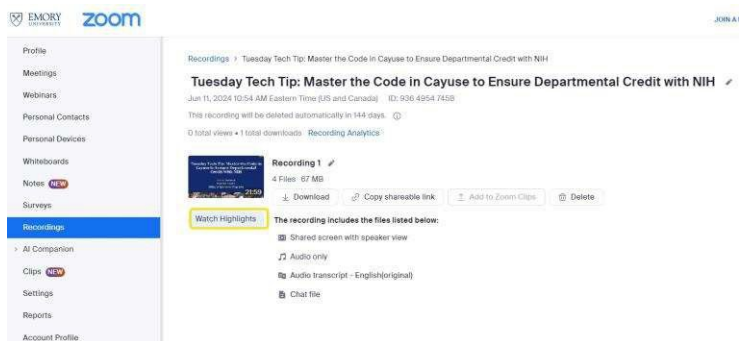 EMORY
UNIVERSITY
zoom
JOIN A
Profile
Meetings
Webinars
Personal Contacts
Personal Devices
Whiteboards
Notes NEW
Surveys
Recordings
AI Companion
Clips NEW
Settings
Reports
Account Profile
Recordings > Tuesday Tech Tip: Master the Code in Cayuse to Ensure Departmental Credit with NIH
Tuesday Tech Tip: Master the Code in Cayuse to Ensure Departmental Credit with NIH
Jun 11, 2024 10:54 AM Eastern Time (US and Canada) ID: 936 4954 7459
This recording will be deleted automatically in 144 days.
0 total views • 1 total downloads Recording Analytics
21:59
Recording 1
4 Files 67 MB
Download Copy shareable link Add to Zoom Clips Delete
Watch Highlights
The recording includes the files listed below:
Shared screen with speaker view
Audio only
Audio transcript - English(original)
Chat file